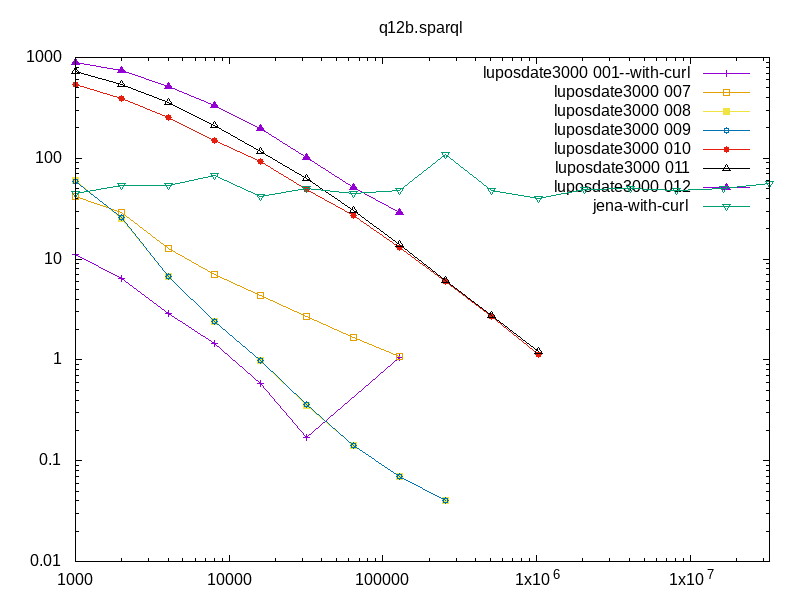 q12b.sparql
1000
100
10
1
0.1
0.01
luposdate3000 001--with-curl
luposdate3000 007
luposdate3000 008
luposdate3000 009
luposdate3000 010
luposdate3000 011
luposdate3000 012
jena-with-curl
1000 10000 100000 1x10^6 1x10^7